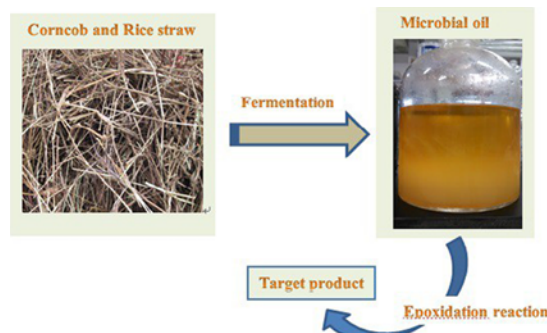 Corncob and Rice straw
Microbial oil
Fermentation
Target product
Epoxidation reaction